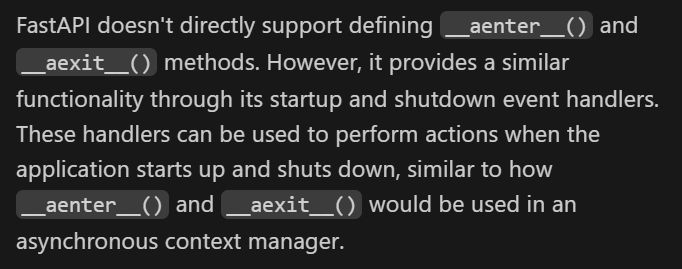 FastAPI doesn't directly support defining __aenter__() and
__aexit__() methods. However, it provides a similar
functionality through its startup and shutdown event handlers.
These handlers can be used to perform actions when the
application starts up and shuts down, similar to how
__aenter__() and __aexit__() would be used in an
asynchronous context manager.